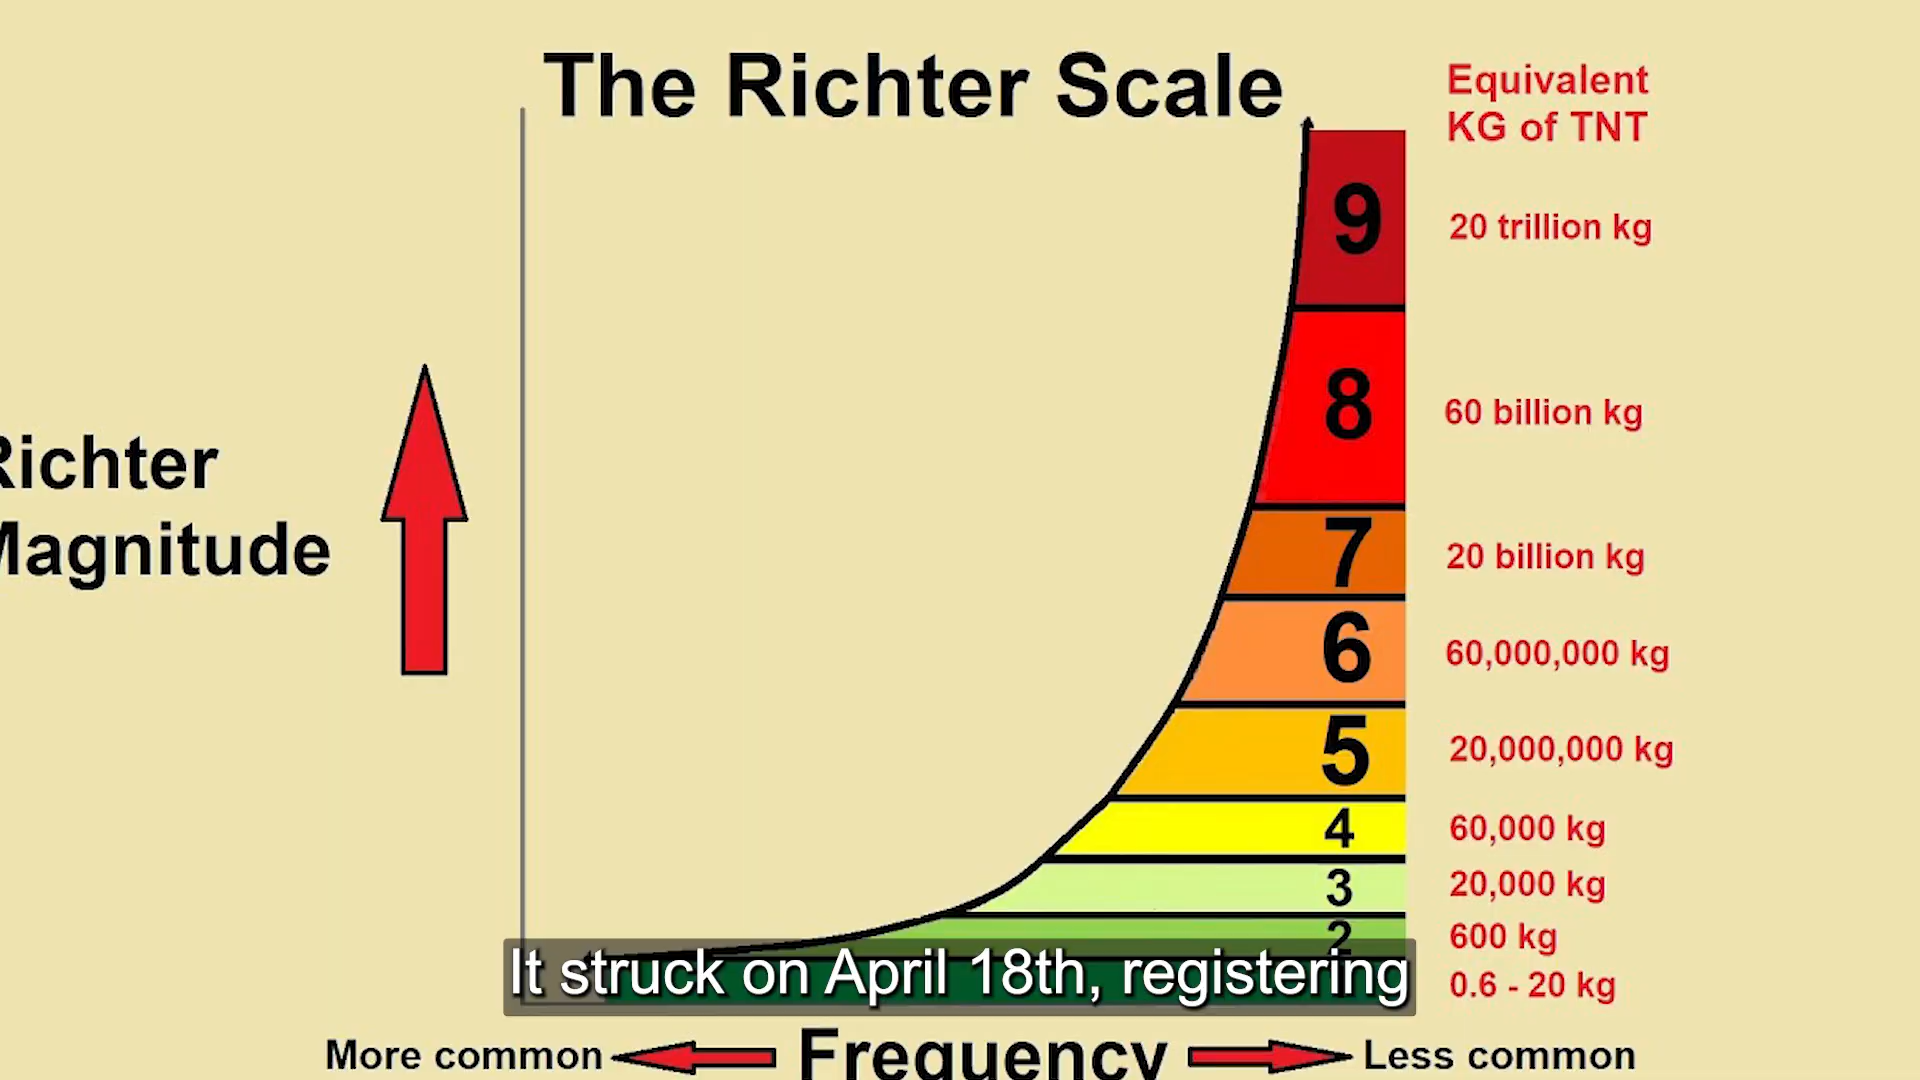 The Richter Scale
Equivalent
KG of TNT
9
20 trillion kg
8
60 billion kg
Richter
Magnitude
7
20 billion kg
6
60,000,000 kg
5
20,000,000 kg
4
60,000 kg
3
20,000 kg
2
600 kg
It struck on April 18th, registering
0.6 - 20 kg
More common
Frequency
Less common